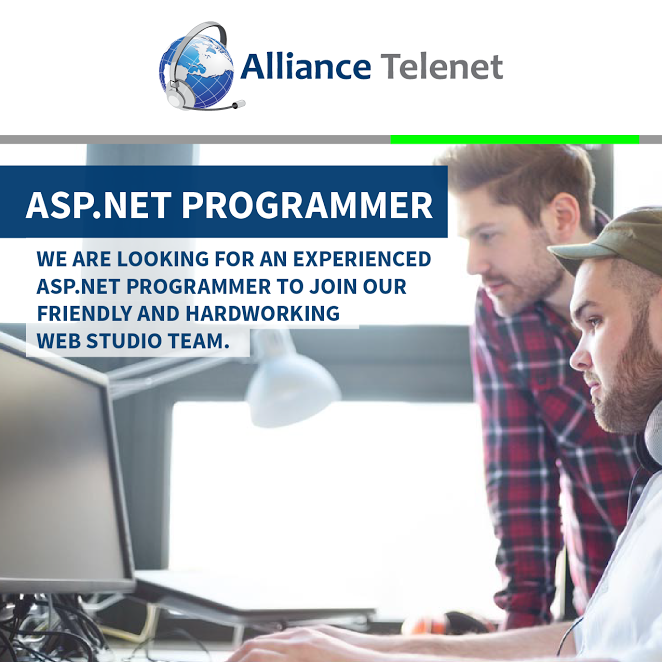 Alliance Telenet
ASP.NET PROGRAMMER
WE ARE LOOKING FOR AN EXPERIENCED
ASP.NET PROGRAMMER TO JOIN OUR
FRIENDLY AND HARDWORKING
WEB STUDIO TEAM.